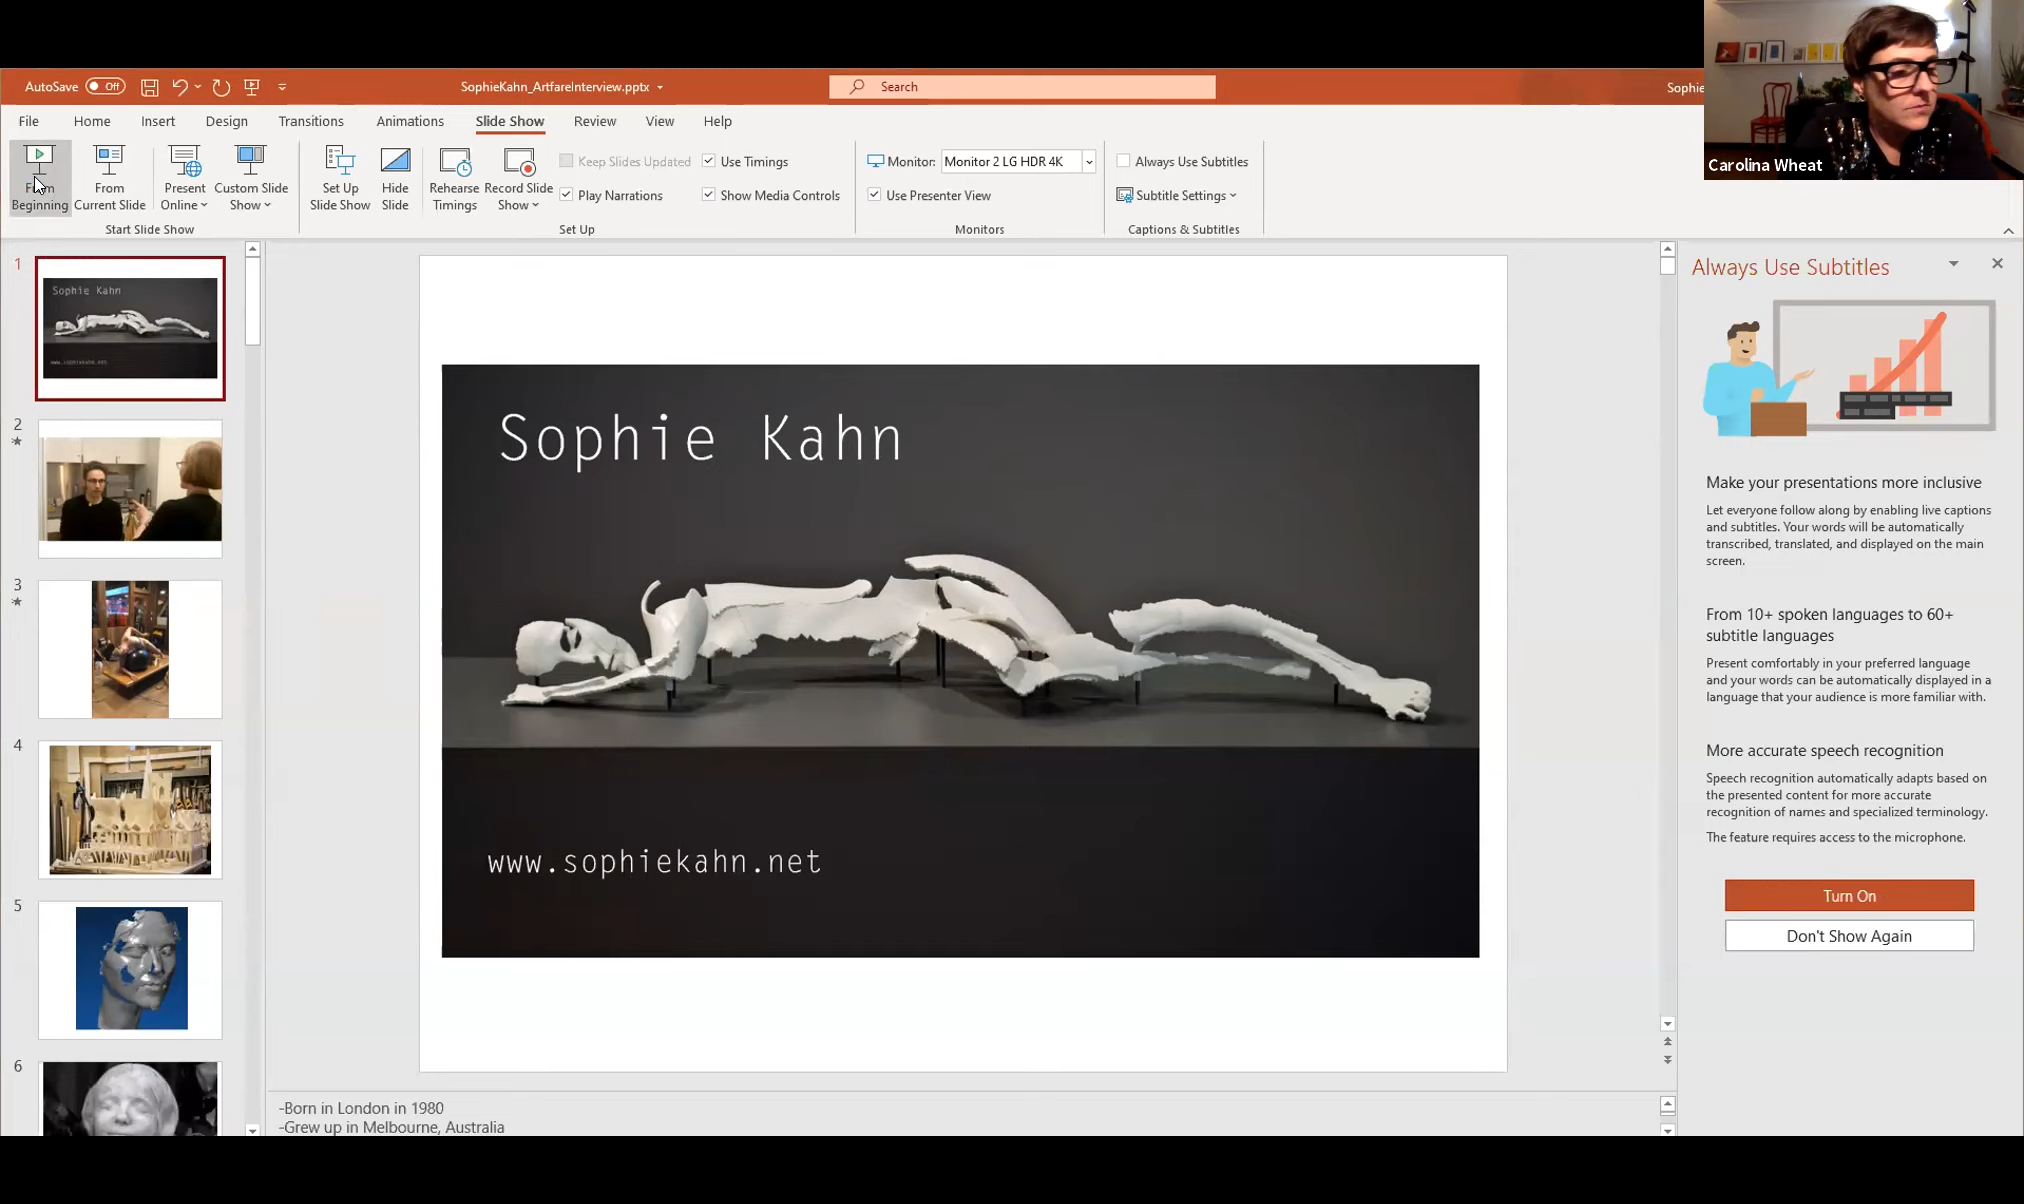 AutoSave Off
SophieKahn_ArtfareInterview.pptx
Search
Sophie
Carolina Wheat
File Home Insert Design Transitions Animations Slide Show Review View Help
From Beginning
From Current Slide
Present Online
Custom Slide Show
Start Slide Show
Set Up Slide Show
Hide Slide
Rehearse Timings
Record Slide Show
Keep Slides Updated
Play Narrations
Use Timings
Show Media Controls
Set Up
Monitor: Monitor 2 LG HDR 4K
Use Presenter View
Monitors
Always Use Subtitles
Subtitle Settings
Captions & Subtitles
1
Sophie Kahn
www.sophiekahn.net
2
3
4
5
6
Sophie Kahn
www.sophiekahn.net
-Born in London in 1980
-Grew up in Melbourne, Australia
Always Use Subtitles
Make your presentations more inclusive
Let everyone follow along by enabling live captions
and subtitles. Your words will be automatically
transcribed, translated, and displayed on the main
screen.
From 10+ spoken languages to 60+
subtitle languages
Present comfortably in your preferred language
and your words can be automatically displayed in a
language that your audience is more familiar with.
More accurate speech recognition
Speech recognition automatically adapts based on
the presented content for more accurate
recognition of names and specialized terminology.
The feature requires access to the microphone.
Turn On
Don't Show Again